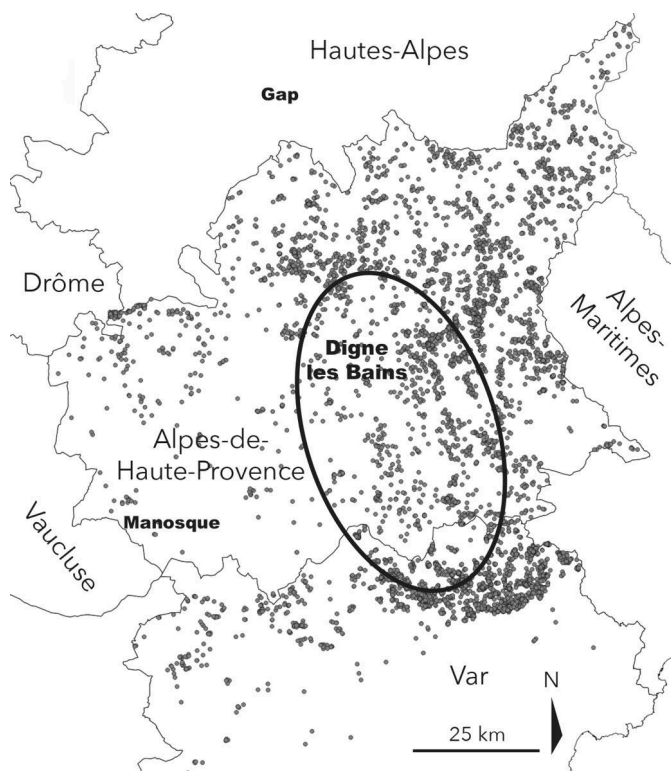 Hautes-Alpes
Gap
Drôme
Alpes-
Maritimes
Digne
les Bains
Alpes-de-
Haute-Provence
Manosque
Vaucluse
Var
N
25 km